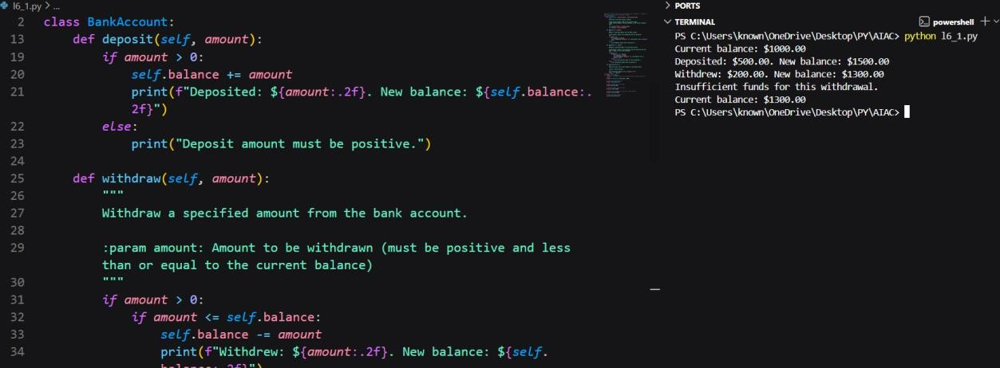 l6_1.py > ...
2 class BankAccount:
13 def deposit(self, amount):
19 if amount > 0:
20 self.balance += amount
21 print(f"Deposited: ${amount:.2f}. New balance: ${self.balance:.
2f}")
22 else:
23 print("Deposit amount must be positive.")
24
25 def withdraw(self, amount):
26 """
27 Withdraw a specified amount from the bank account.
28
29 :param amount: Amount to be withdrawn (must be positive and less
than or equal to the current balance)
30 """
31 if amount > 0:
32 if amount <= self.balance:
33 self.balance -= amount
34 print(f"Withdrew: ${amount:.2f}. New balance: ${self.
balance:.2f}")
PORTS
TERMINAL
powershell
PS C:\Users\known\OneDrive\Desktop\PY\AIAC> python l6_1.py
Current balance: $1000.00
Deposited: $500.00. New balance: $1500.00
Withdrew: $200.00. New balance: $1300.00
Insufficient funds for this withdrawal.
Current balance: $1300.00
PS C:\Users\known\OneDrive\Desktop\PY\AIAC>